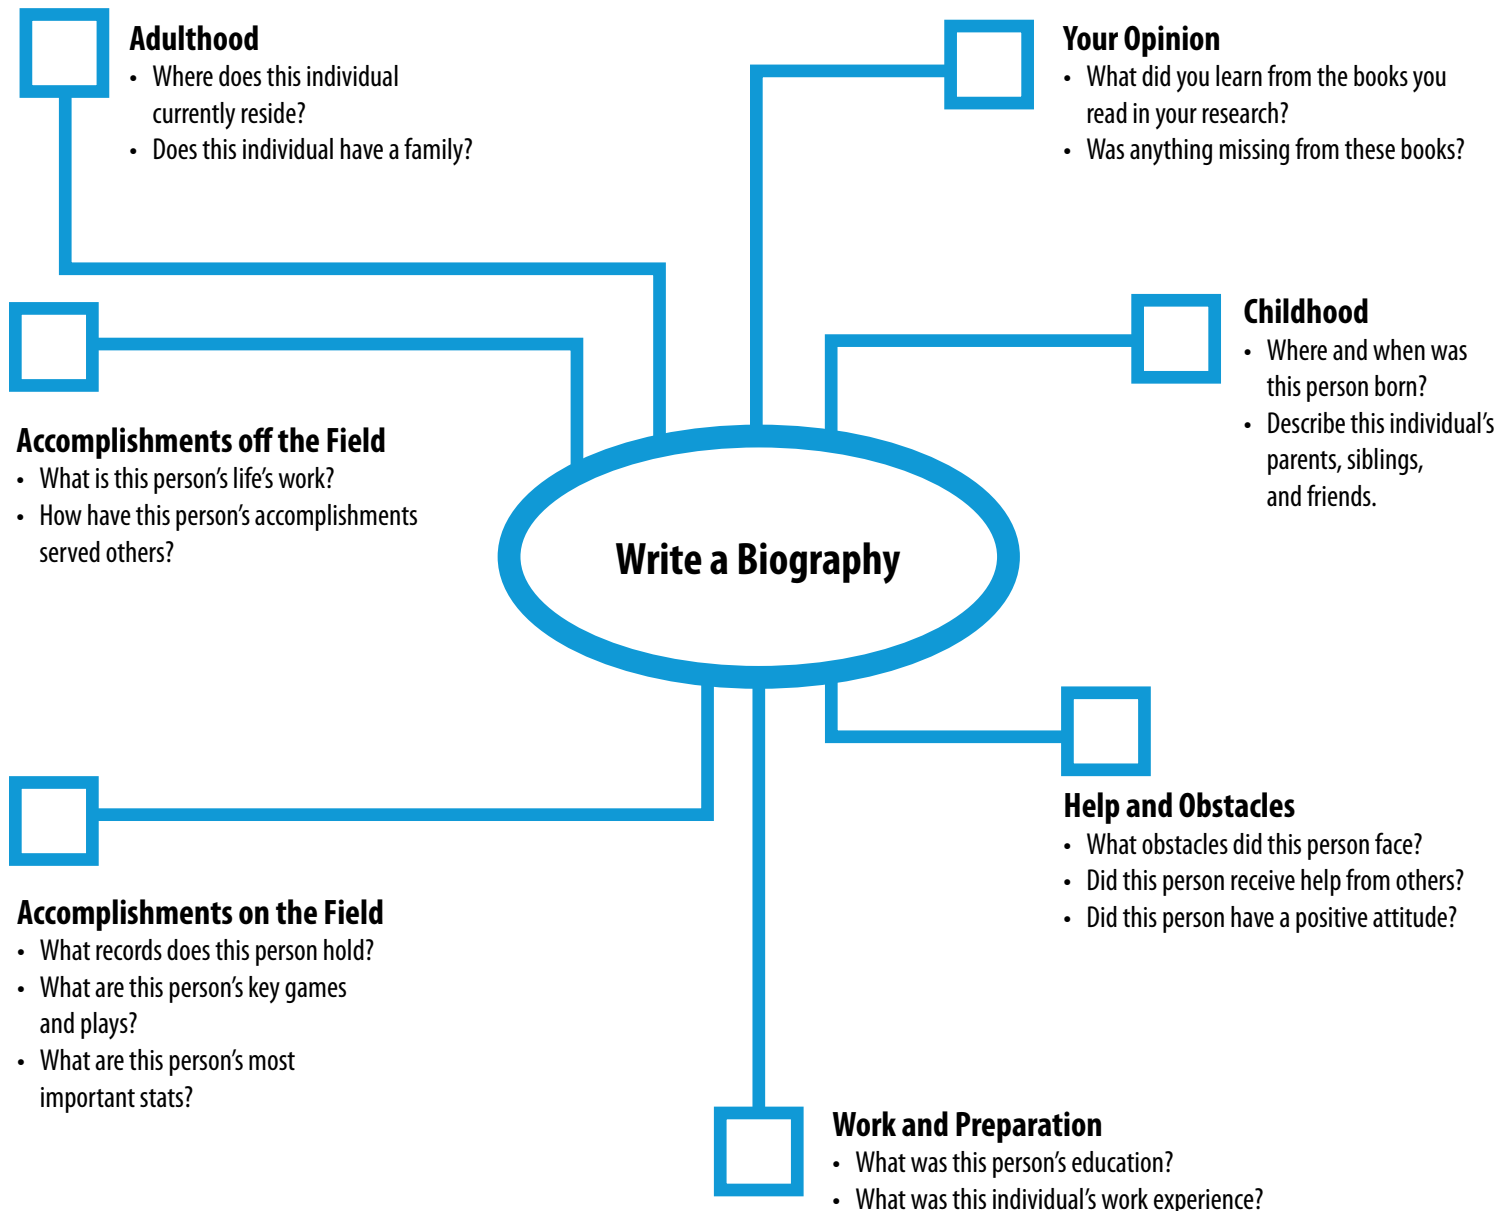 Adulthood
• Where does this individual
currently reside?
• Does this individual have a family?
Your Opinion
• What did you learn from the books you
read in your research?
• Was anything missing from these books?
Childhood
• Where and when was
this person born?
• Describe this individual’s
parents, siblings,
and friends.
Accomplishments off the Field
• What is this person’s life’s work?
• How have this person’s accomplishments
served others?
Write a Biography
Help and Obstacles
• What obstacles did this person face?
• Did this person receive help from others?
• Did this person have a positive attitude?
Accomplishments on the Field
• What records does this person hold?
• What are this person’s key games
and plays?
• What are this person’s most
important stats?
Work and Preparation
• What was this person’s education?
• What was this individual’s work experience?